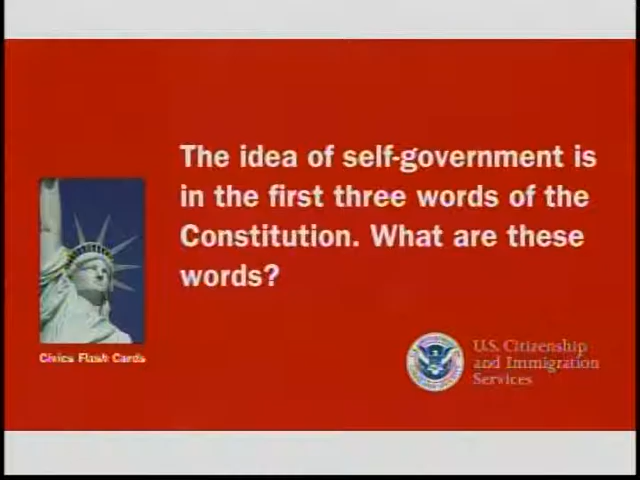 The idea of self-government is
in the first three words of the
Constitution. What are these
words?
Civics Flash Cards
U.S. Citizenship
and Immigration
Services